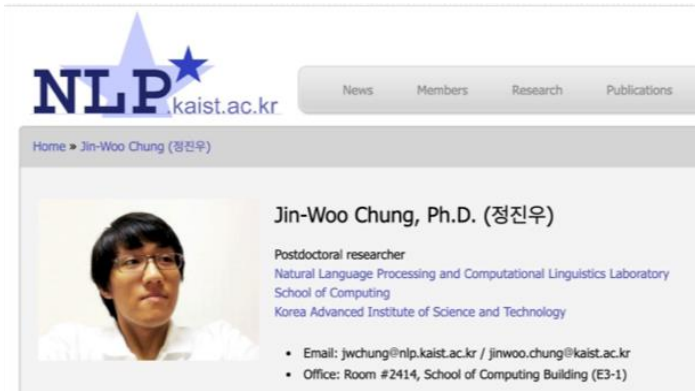 NLP*kaist.ac.kr
News Members Research Publications
Home » Jin-Woo Chung (정진우)
Jin-Woo Chung, Ph.D. (정진우)
Postdoctoral researcher
Natural Language Processing and Computational Linguistics Laboratory
School of Computing
Korea Advanced Institute of Science and Technology
• Email: jwchung@nlp.kaist.ac.kr / jinwoo.chung@kaist.ac.kr
• Office: Room #2414, School of Computing Building (E3-1)